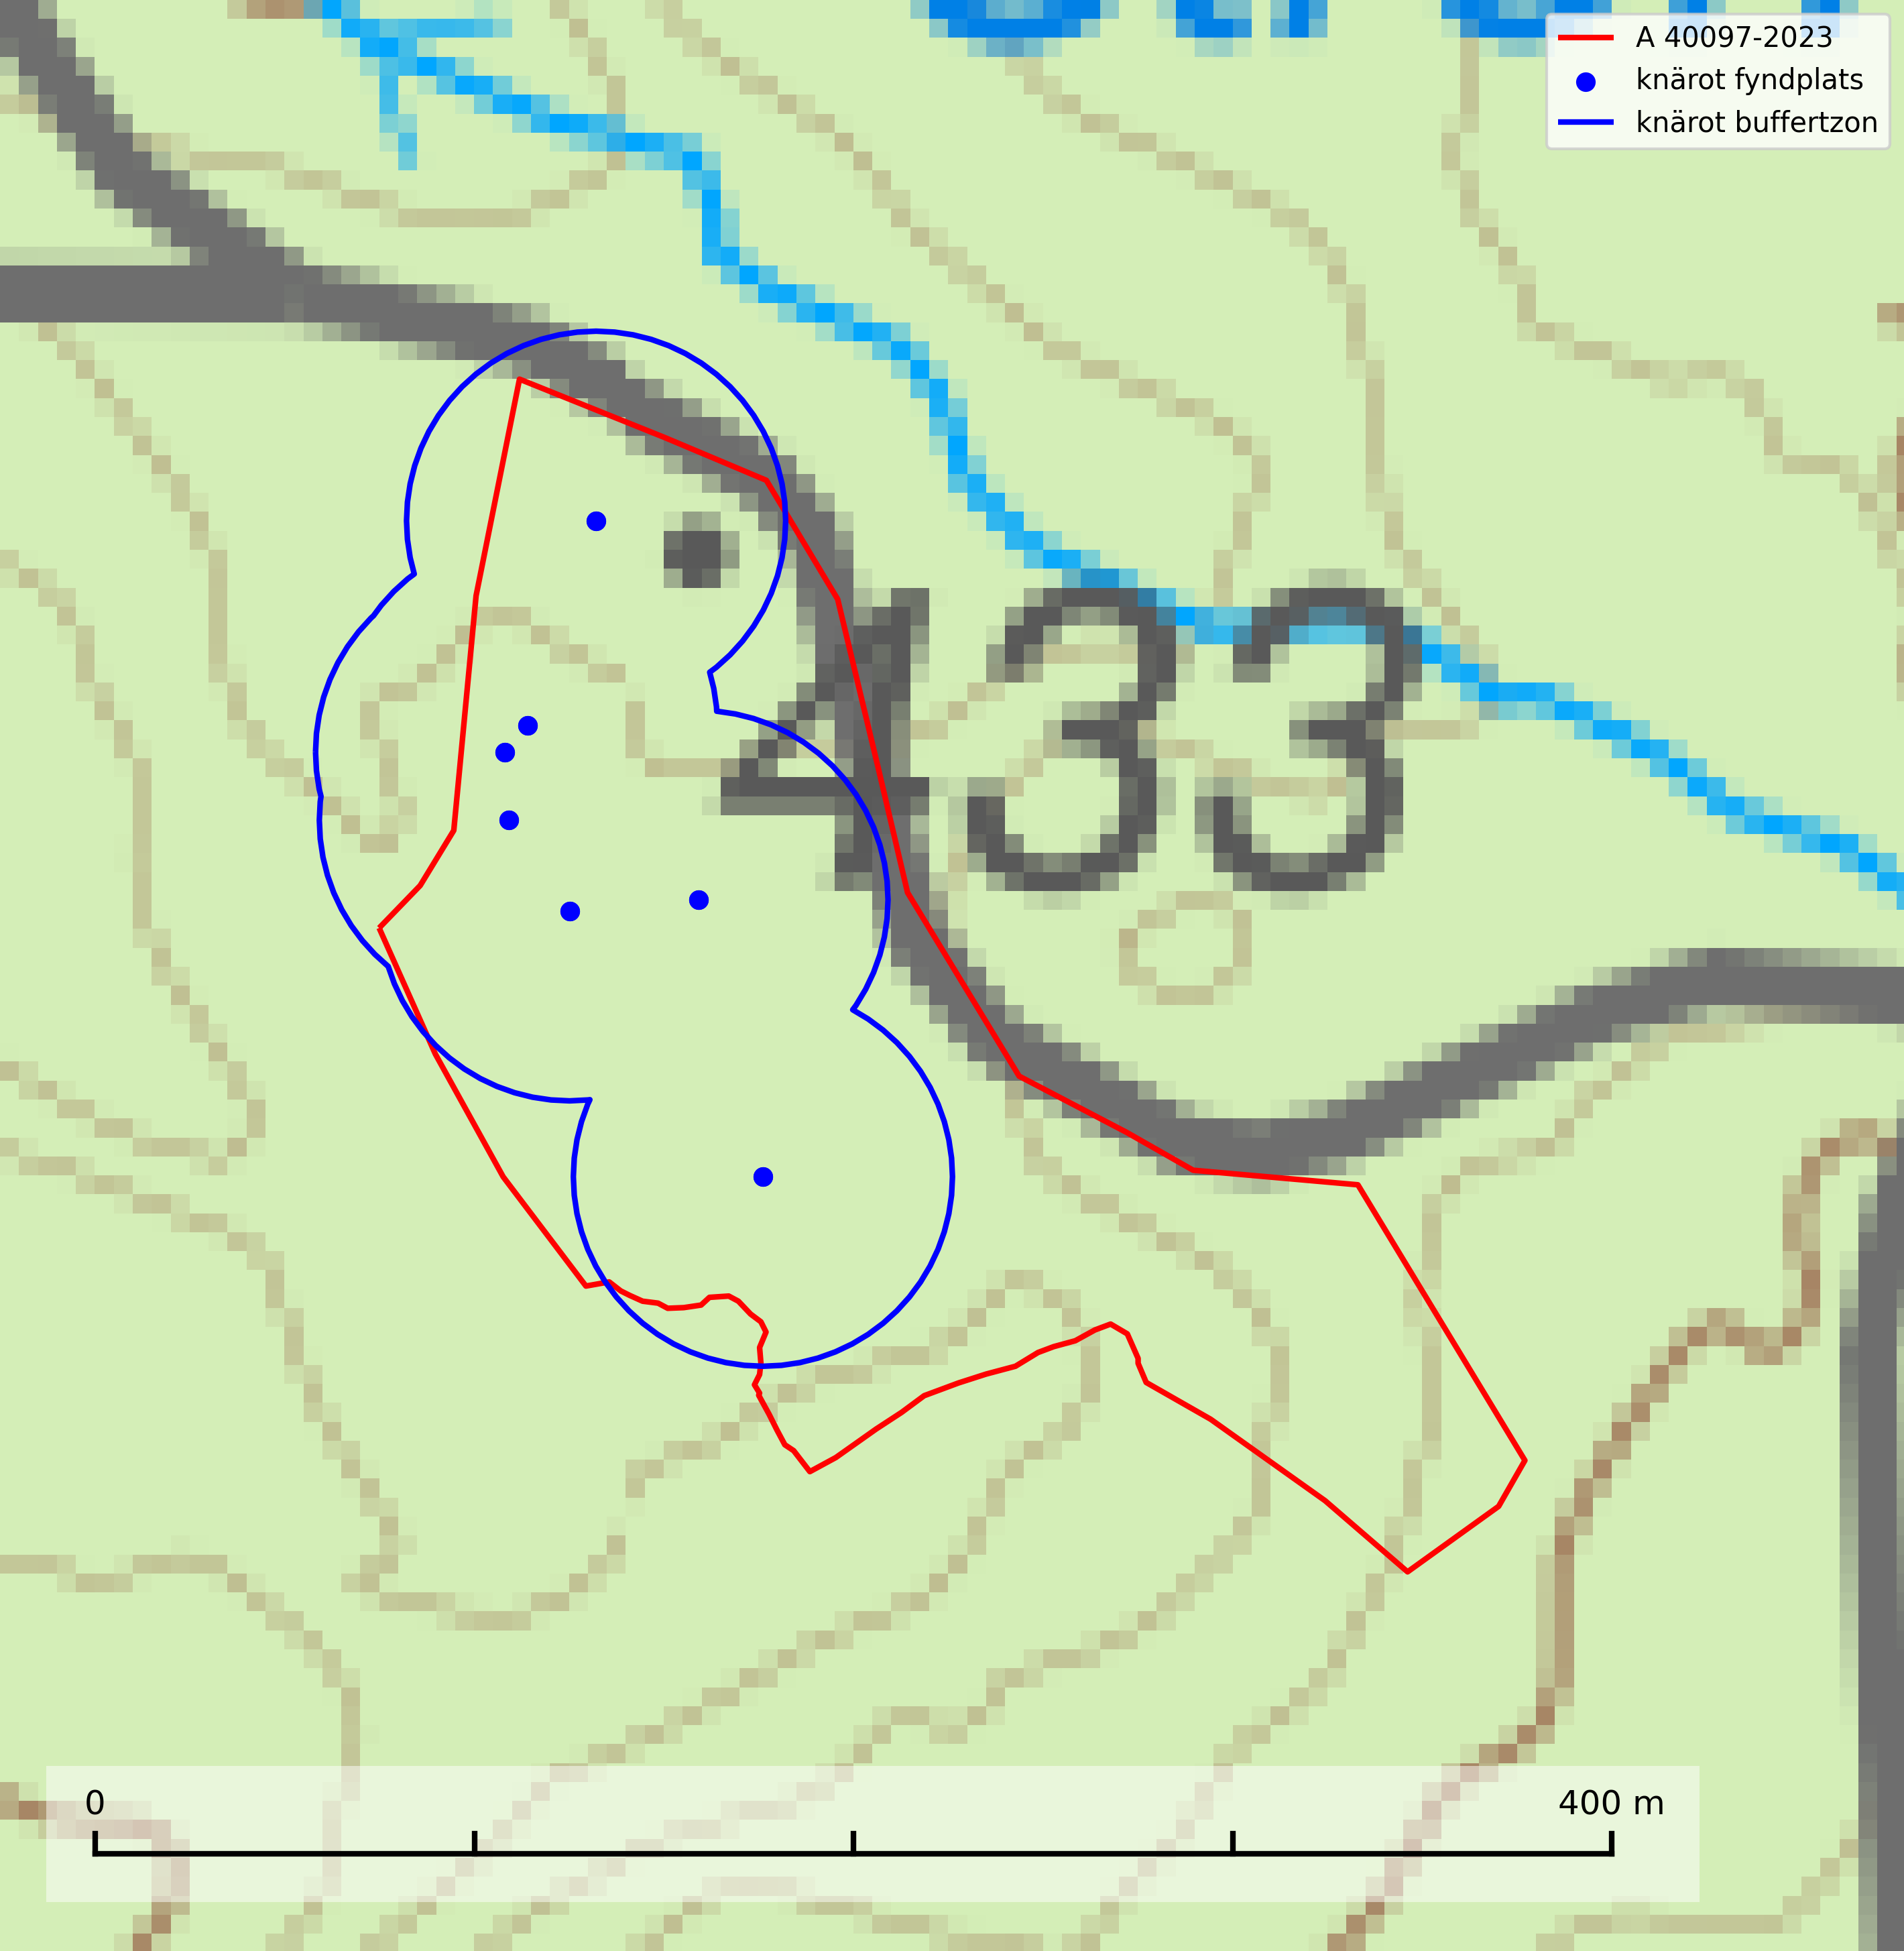 A 40097-2023
knärot fyndplats
knärot buffertzon
.433
0 400 m